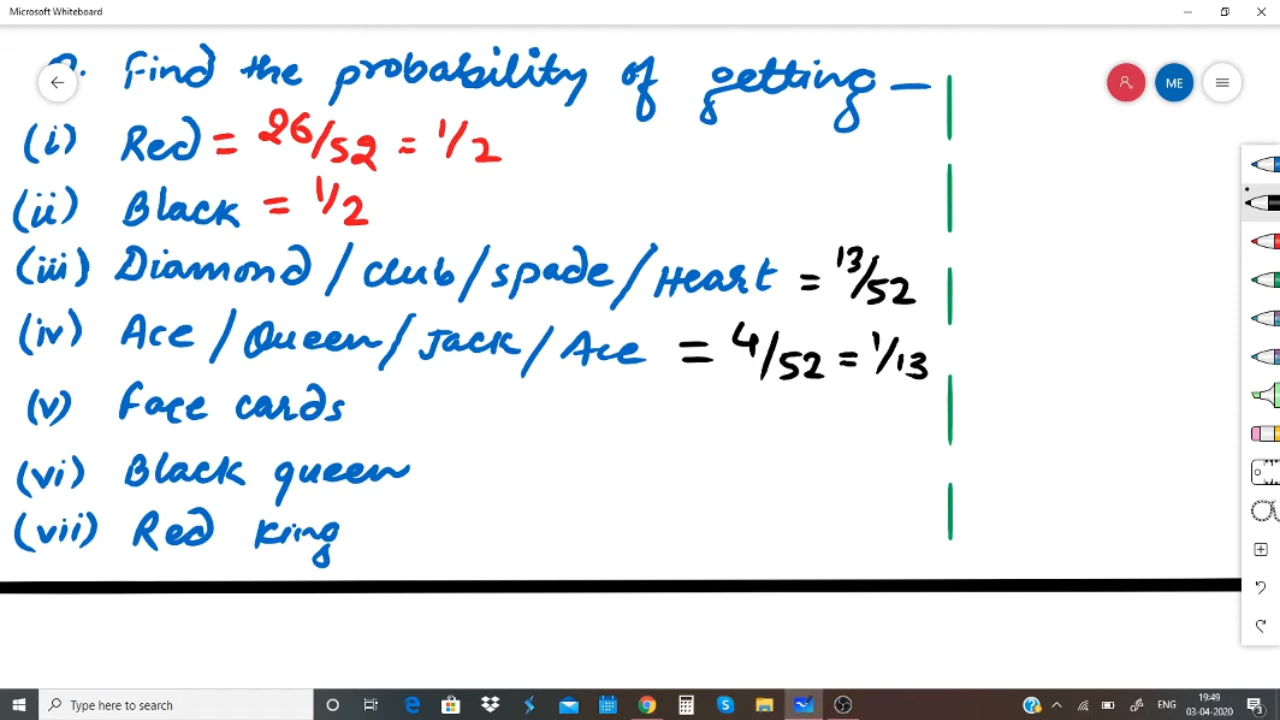 Microsoft Whiteboard
Q. Find the probability of getting —
(i) Red = 26/52 = 1/2
(ii) Black = 1/2
(iii) Diamond / club / spade / Heart = 13/52
(iv) Ace / Queen / Jack / Ace = 4/52 = 1/13
(v) Face cards
(vi) Black queen
(vii) Red king
ME
Type here to search
ENG
19:49
03-04-2020